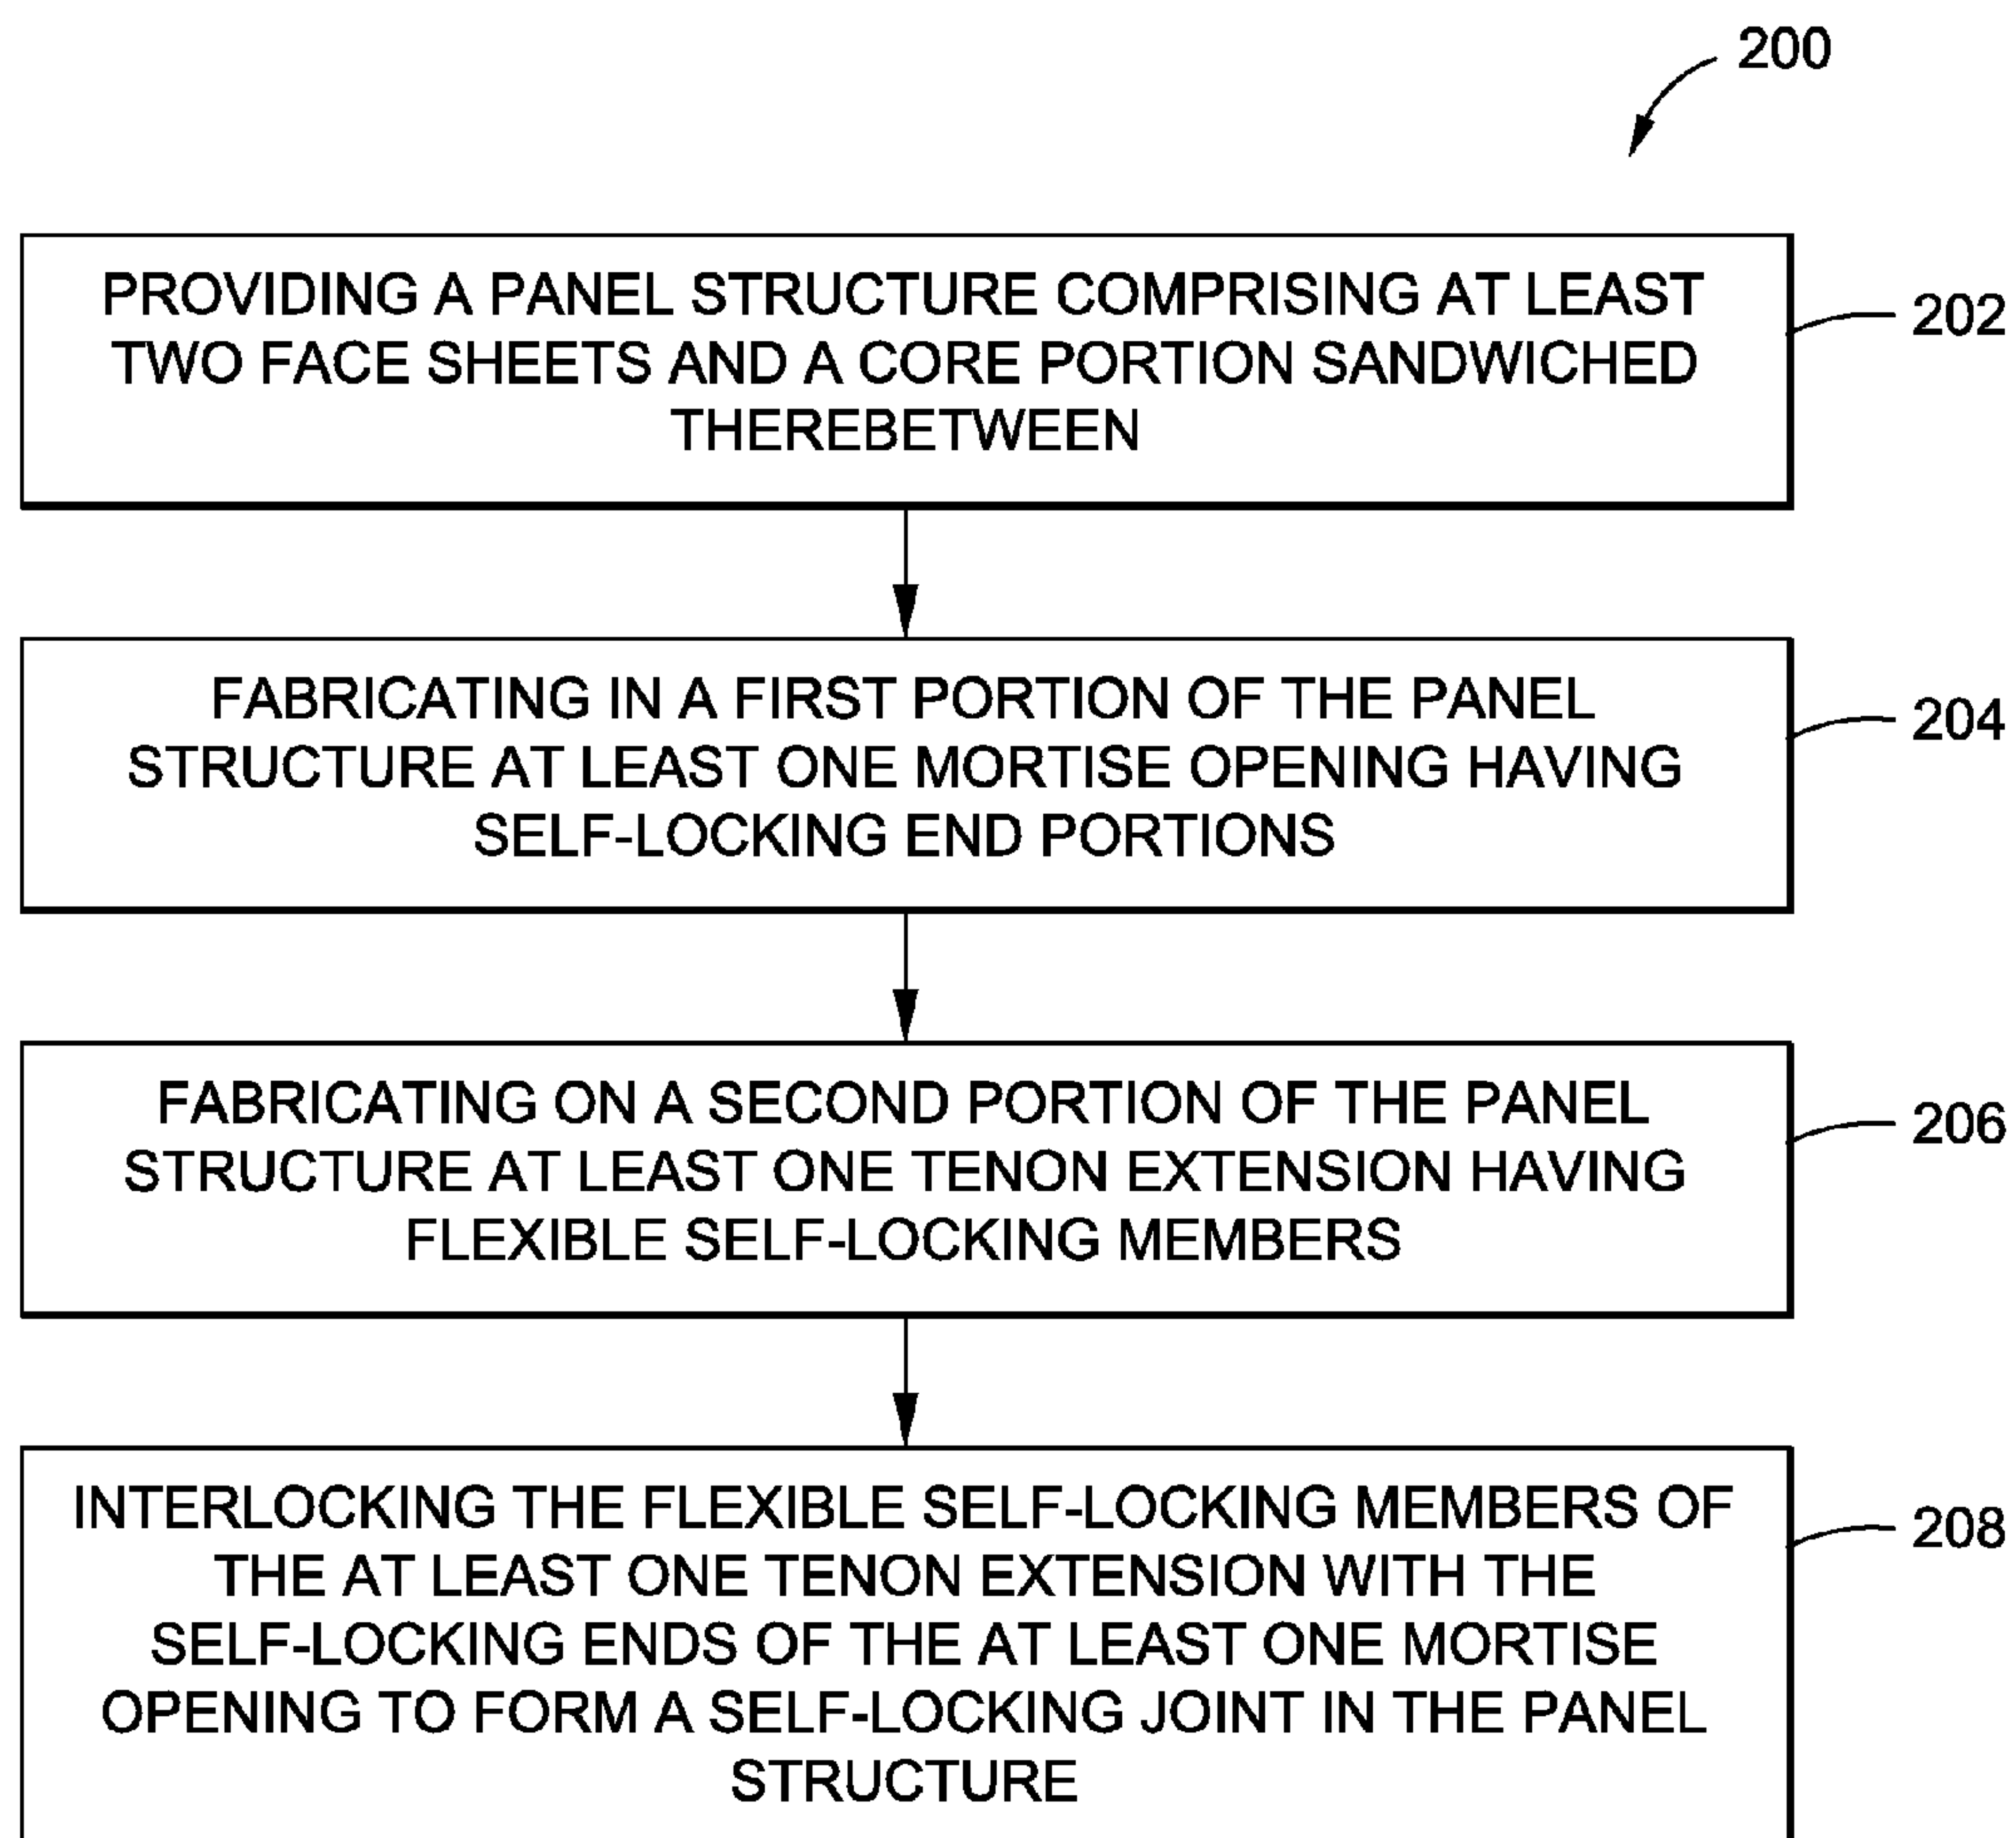 200
PROVIDING A PANEL STRUCTURE COMPRISING AT LEAST
TWO FACE SHEETS AND A CORE PORTION SANDWICHED
THEREBETWEEN
202
FABRICATING IN A FIRST PORTION OF THE PANEL
STRUCTURE AT LEAST ONE MORTISE OPENING HAVING
SELF-LOCKING END PORTIONS
204
FABRICATING ON A SECOND PORTION OF THE PANEL
STRUCTURE AT LEAST ONE TENON EXTENSION HAVING
FLEXIBLE SELF-LOCKING MEMBERS
206
INTERLOCKING THE FLEXIBLE SELF-LOCKING MEMBERS OF
THE AT LEAST ONE TENON EXTENSION WITH THE
SELF-LOCKING ENDS OF THE AT LEAST ONE MORTISE
OPENING TO FORM A SELF-LOCKING JOINT IN THE PANEL
STRUCTURE
208